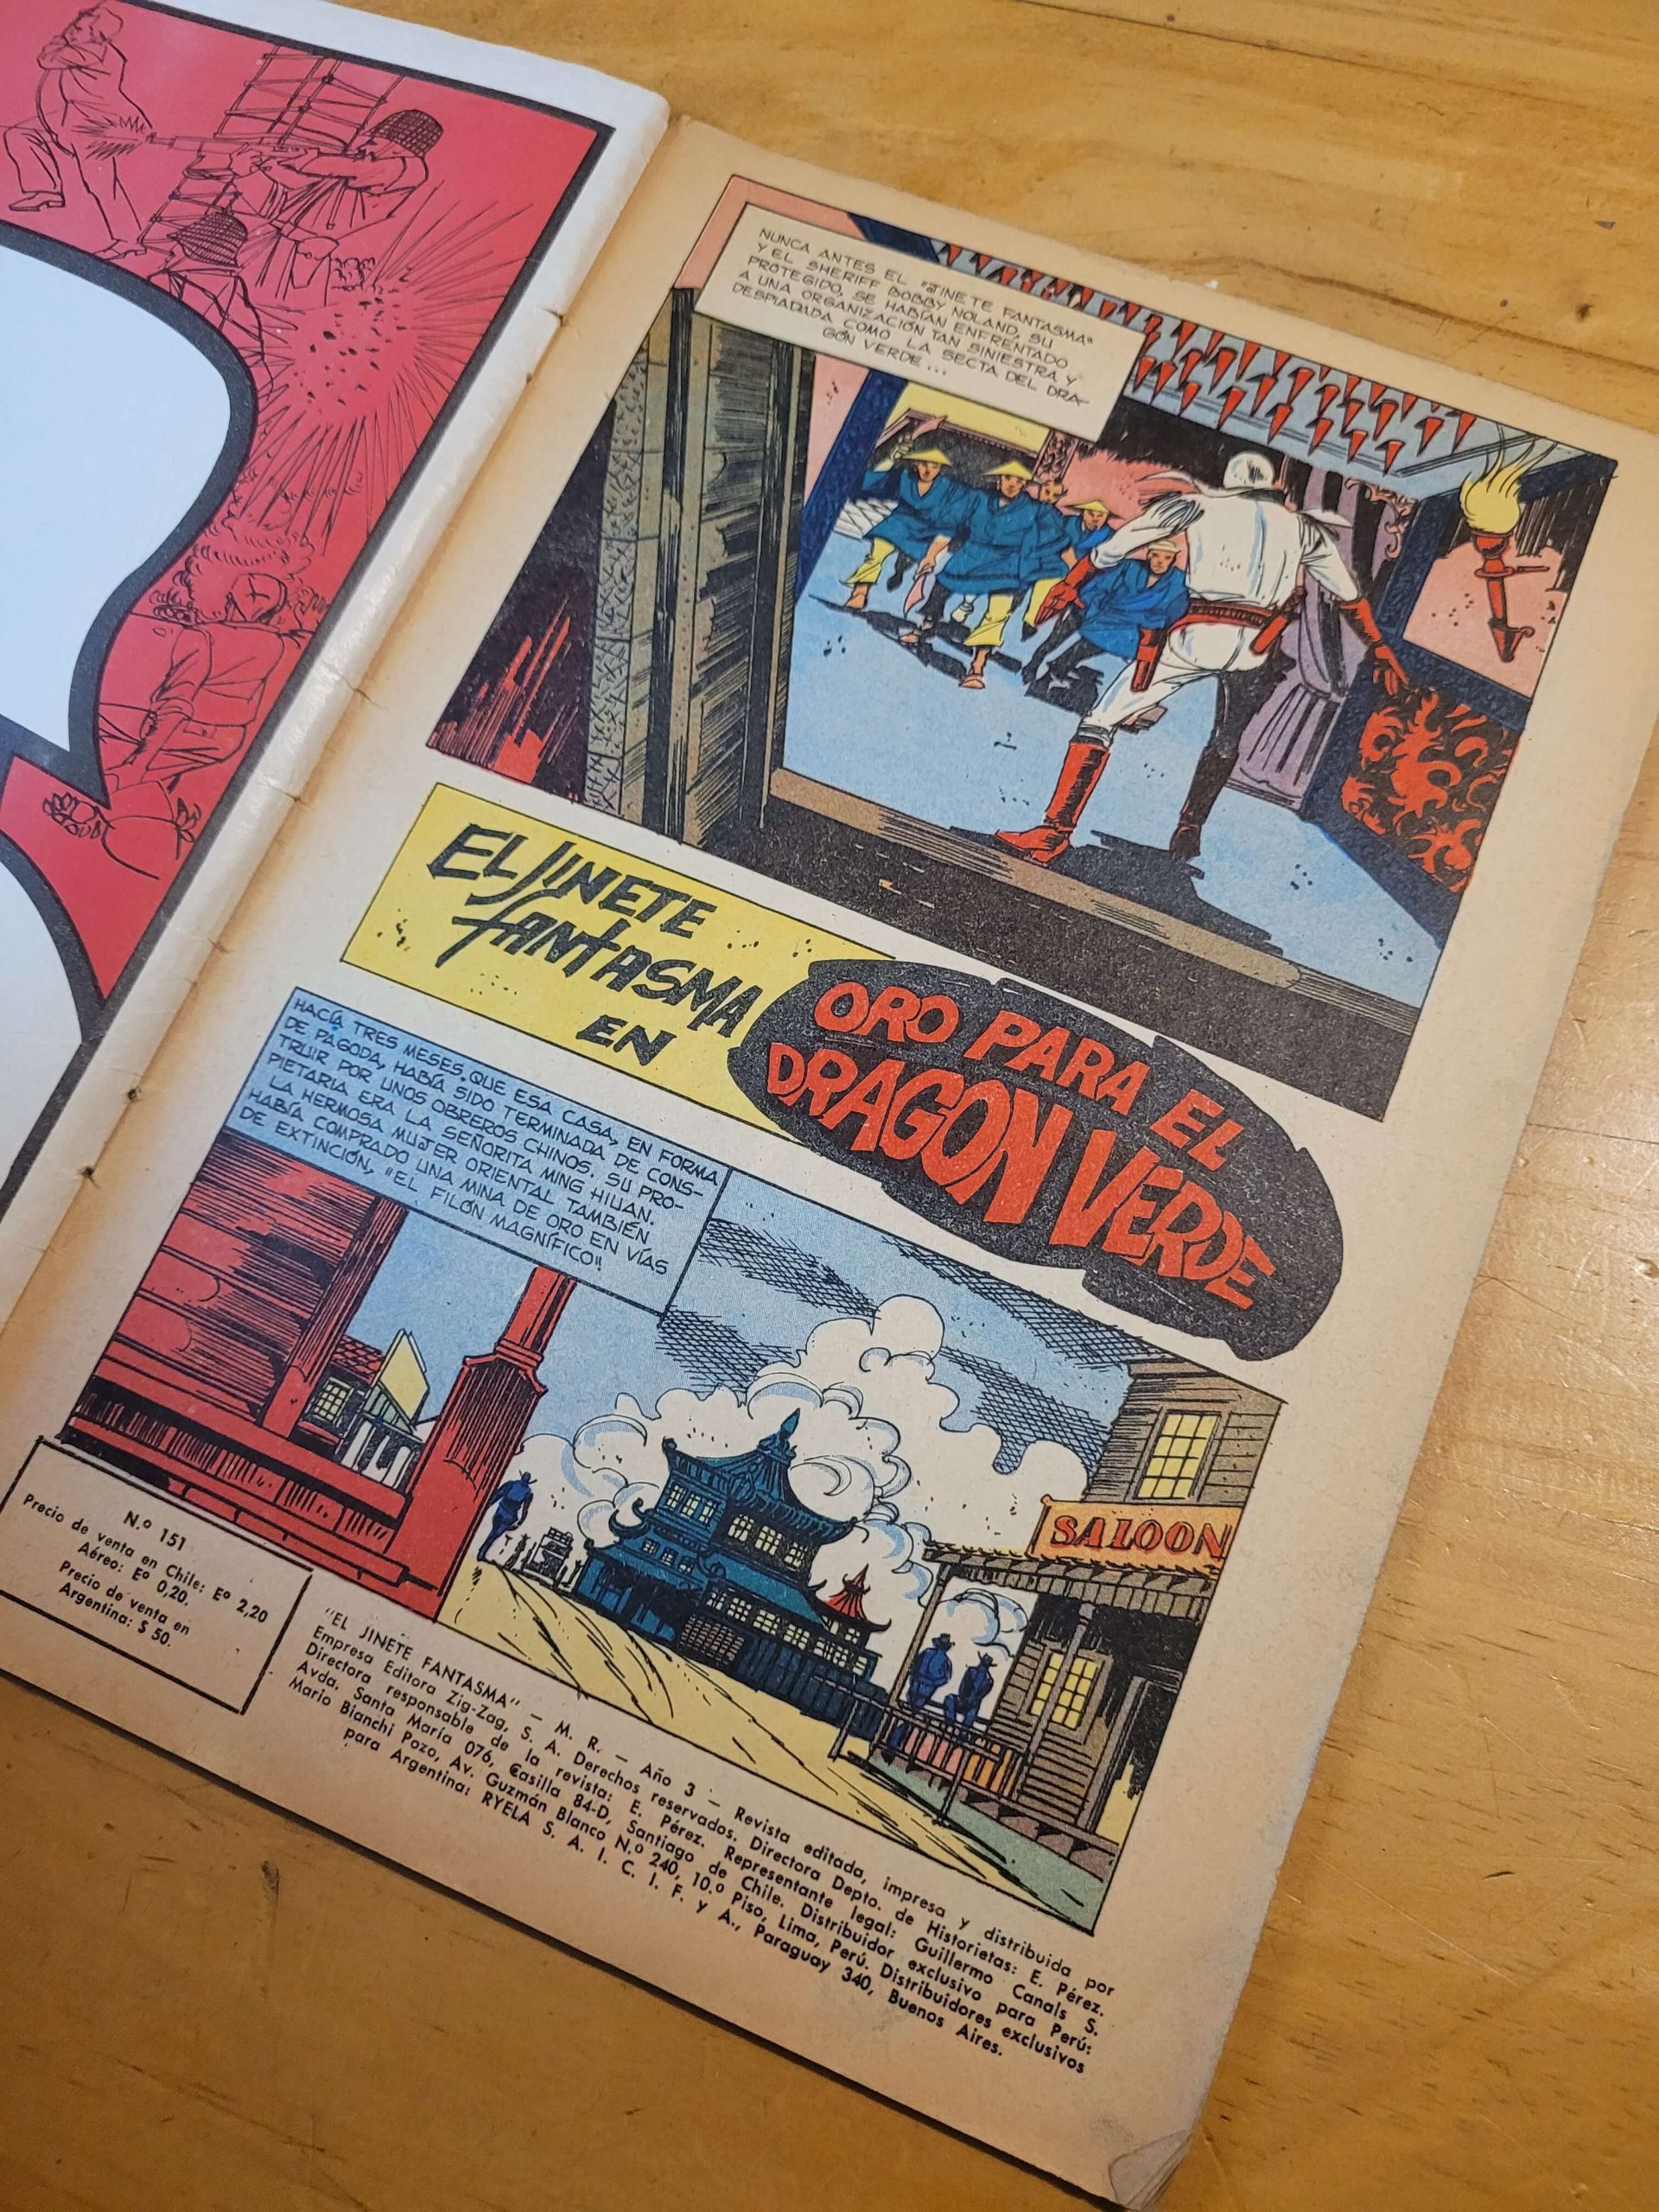 NUNCA ANTES EL "JINETE FANTASMA"
Y EL SHERIFF BOBBY NOLAND, SU
PROTEGIDO, SE HABÍAN ENFRENTADO
A UNA ORGANIZACIÓN TAN SINIESTRA Y
DESPIADADA COMO LA SECTA DEL DRA-
GÓN VERDE...
EL JINETE
FANTASMA
EN
ORO PARA EL
DRAGON VERDE
HACÍA TRES MESES QUE ESA CASA, EN FORMA
DE PAGODA, HABÍA SIDO TERMINADA DE CONS-
TRUIR POR UNOS OBREROS CHINOS. SU PRO-
PIETARIA ERA LA SEÑORITA MING HIUAN.
LA HERMOSA MUJER ORIENTAL TAMBIÉN
HABÍA COMPRADO UNA MINA DE ORO EN VÍAS
DE EXTINCIÓN, "EL FILÓN MAGNÍFICO".
SALOON
N.º 151
Precio de venta en Chile: Eº 2,20
Aéreo: Eº 0,20.
Precio de venta en
Argentina: $ 50.
"EL JINETE FANTASMA" — M. R. — Año 3 — Revista editada, impresa y distribuida por
Empresa Editora Zig-Zag, S. A. Derechos reservados. Directora Depto. de Historietas: E. Pérez.
Directora responsable de la revista: E. Pérez. Representante legal: Guillermo Canals S.
Avda. Santa María 076, Casilla 84-D, Santiago de Chile. Distribuidor exclusivo para Perú:
Mario Bianchi Pozo, Av. Guzmán Blanco N.º 240, 10.º Piso, Lima, Perú. Distribuidores exclusivos
para Argentina: RYELA S. A. I. C. I. F. y A., Paraguay 340, Buenos Aires.